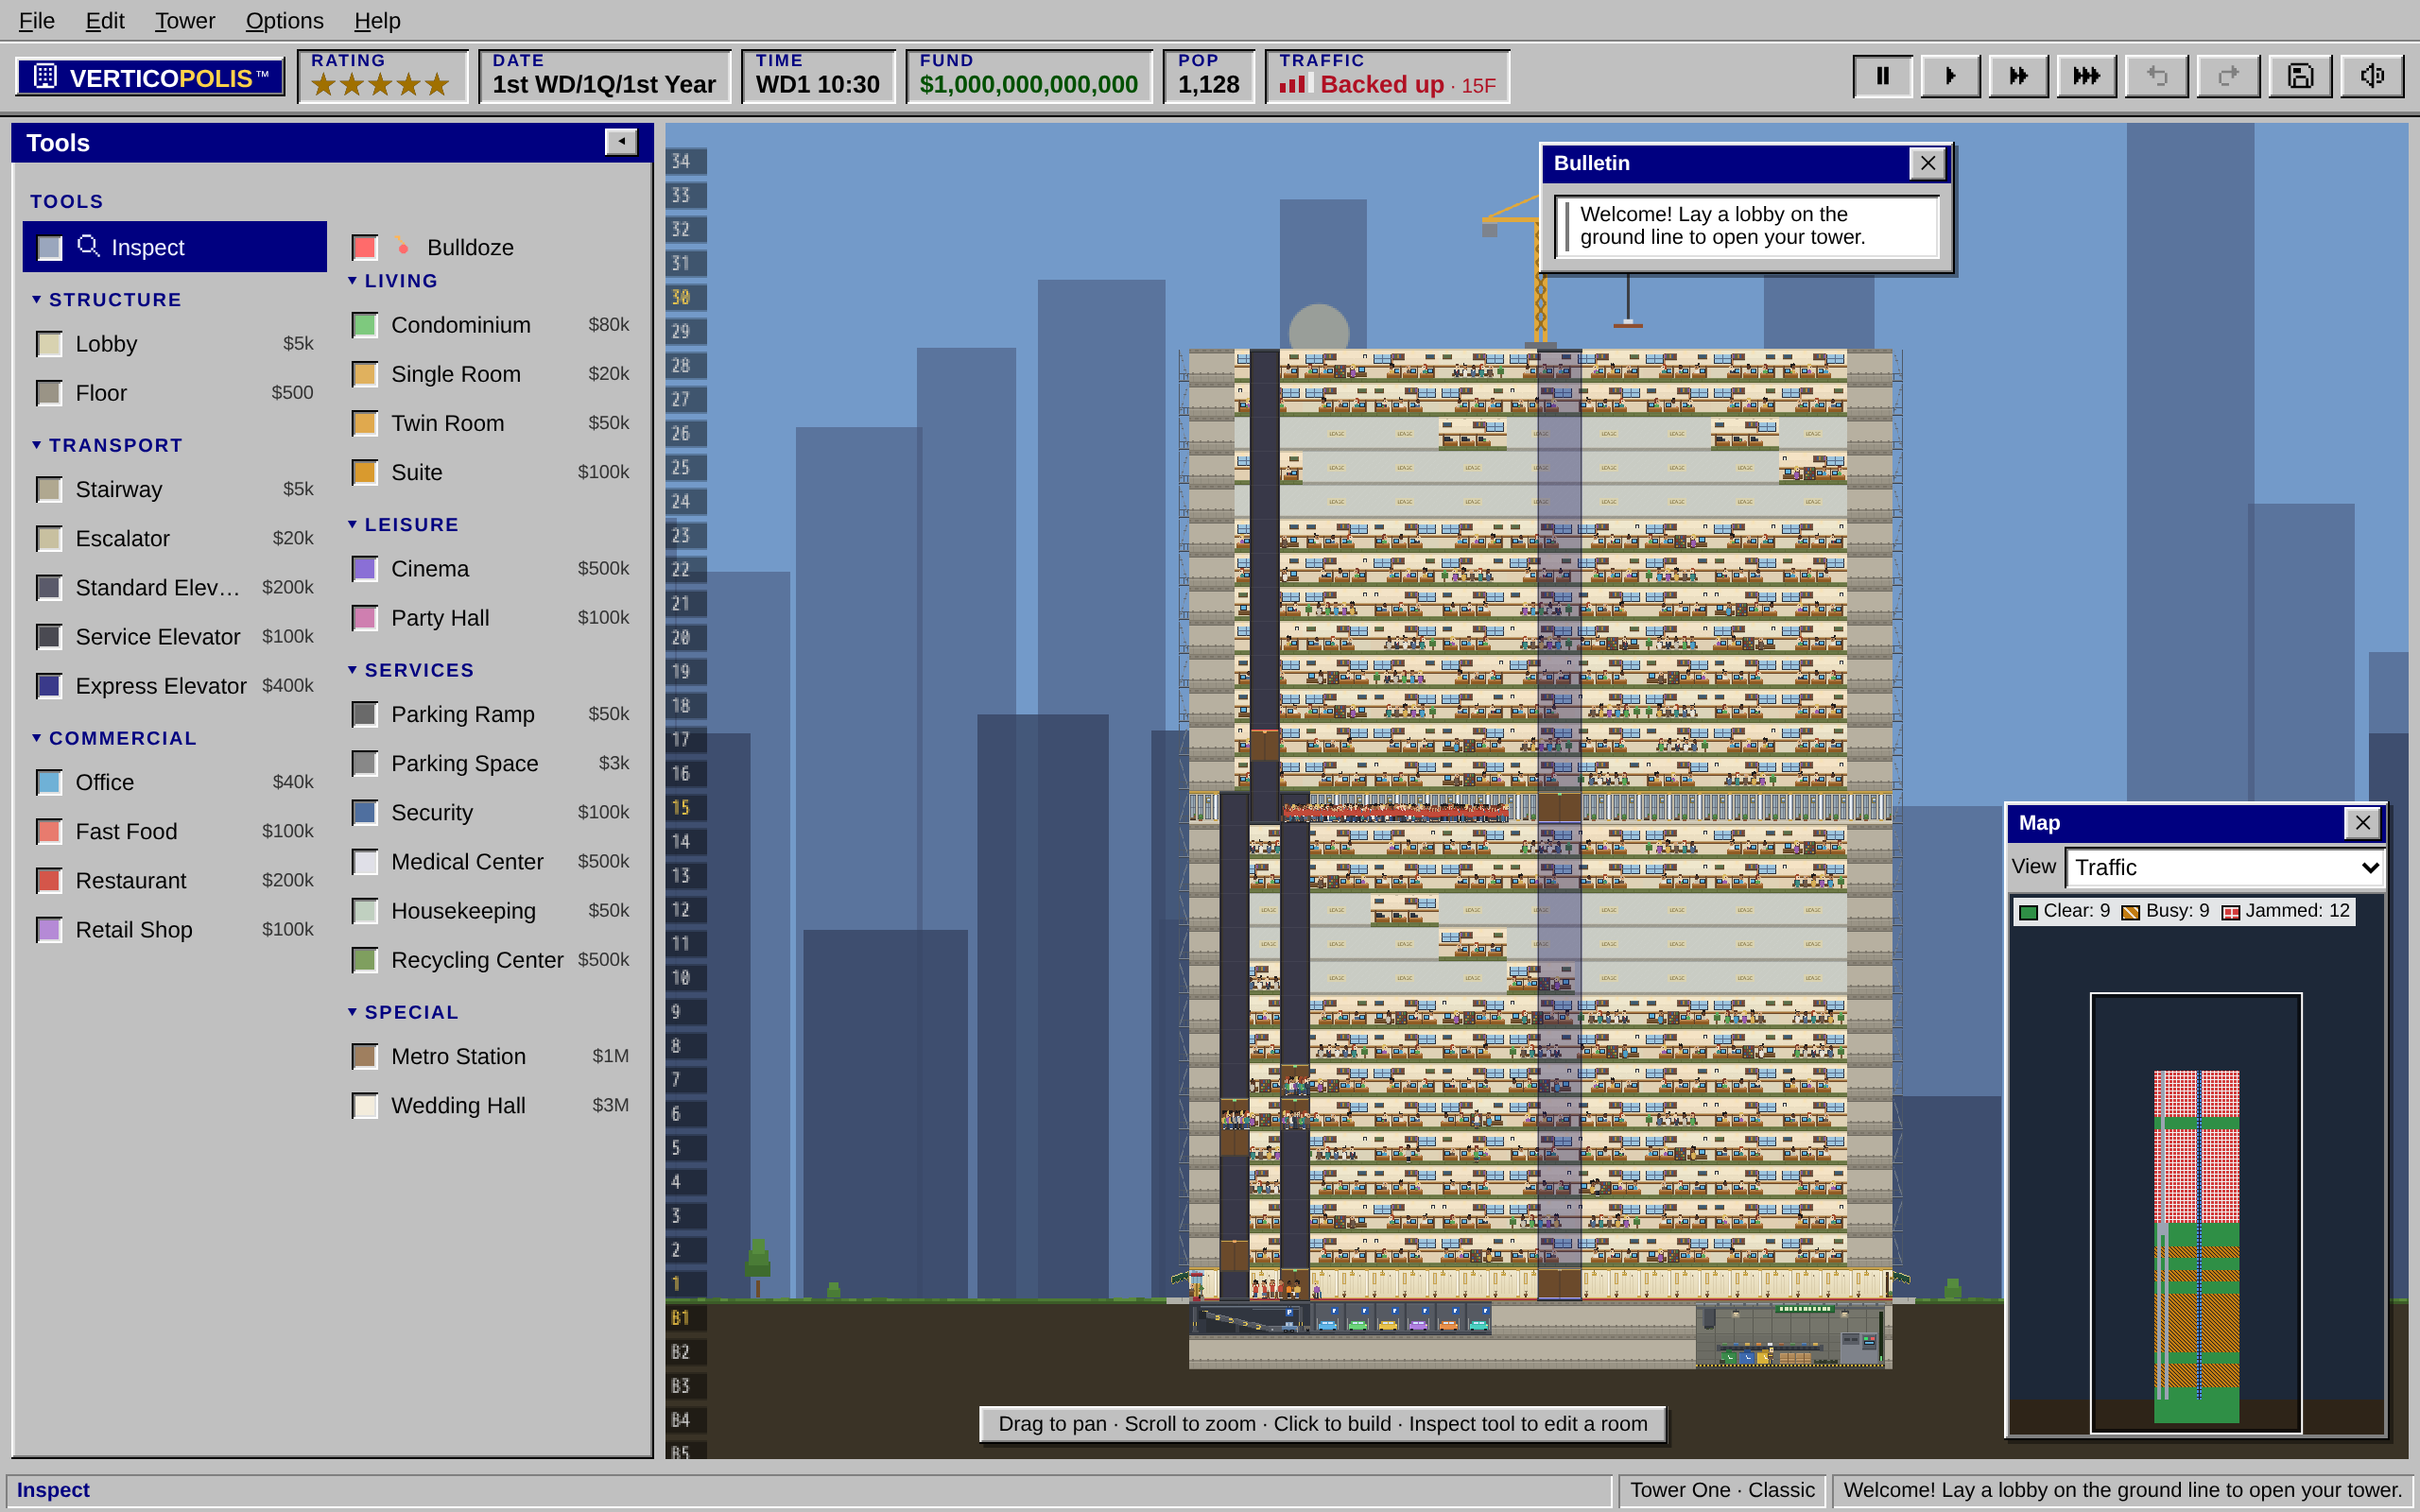 File Edit Tower Options Help
VERTICOPOLIS™
RATING
DATE
1st WD/1Q/1st Year
TIME
WD1 10:30
FUND
$1,000,000,000,000
POP
1,128
TRAFFIC
Backed up · 15F
Tools
TOOLS
Inspect
Bulldoze
STRUCTURE
Lobby $5k
Floor $500
TRANSPORT
Stairway $5k
Escalator $20k
Standard Elev… $200k
Service Elevator $100k
Express Elevator $400k
COMMERCIAL
Office $40k
Fast Food $100k
Restaurant $200k
Retail Shop $100k
LIVING
Condominium $80k
Single Room $20k
Twin Room $50k
Suite $100k
LEISURE
Cinema $500k
Party Hall $100k
SERVICES
Parking Ramp $50k
Parking Space $3k
Security $100k
Medical Center $500k
Housekeeping $50k
Recycling Center $500k
SPECIAL
Metro Station $1M
Wedding Hall $3M
34
33
32
31
30
29
28
27
26
25
24
23
22
21
20
19
18
17
16
15
14
13
12
11
10
9
8
7
6
5
4
3
2
1
B1
B2
B3
B4
B5
Bulletin
Welcome! Lay a lobby on the
ground line to open your tower.
Map
View Traffic
Clear: 9 Busy: 9 Jammed: 12
Drag to pan · Scroll to zoom · Click to build · Inspect tool to edit a room
Inspect
Tower One · Classic
Welcome! Lay a lobby on the ground line to open your tower.